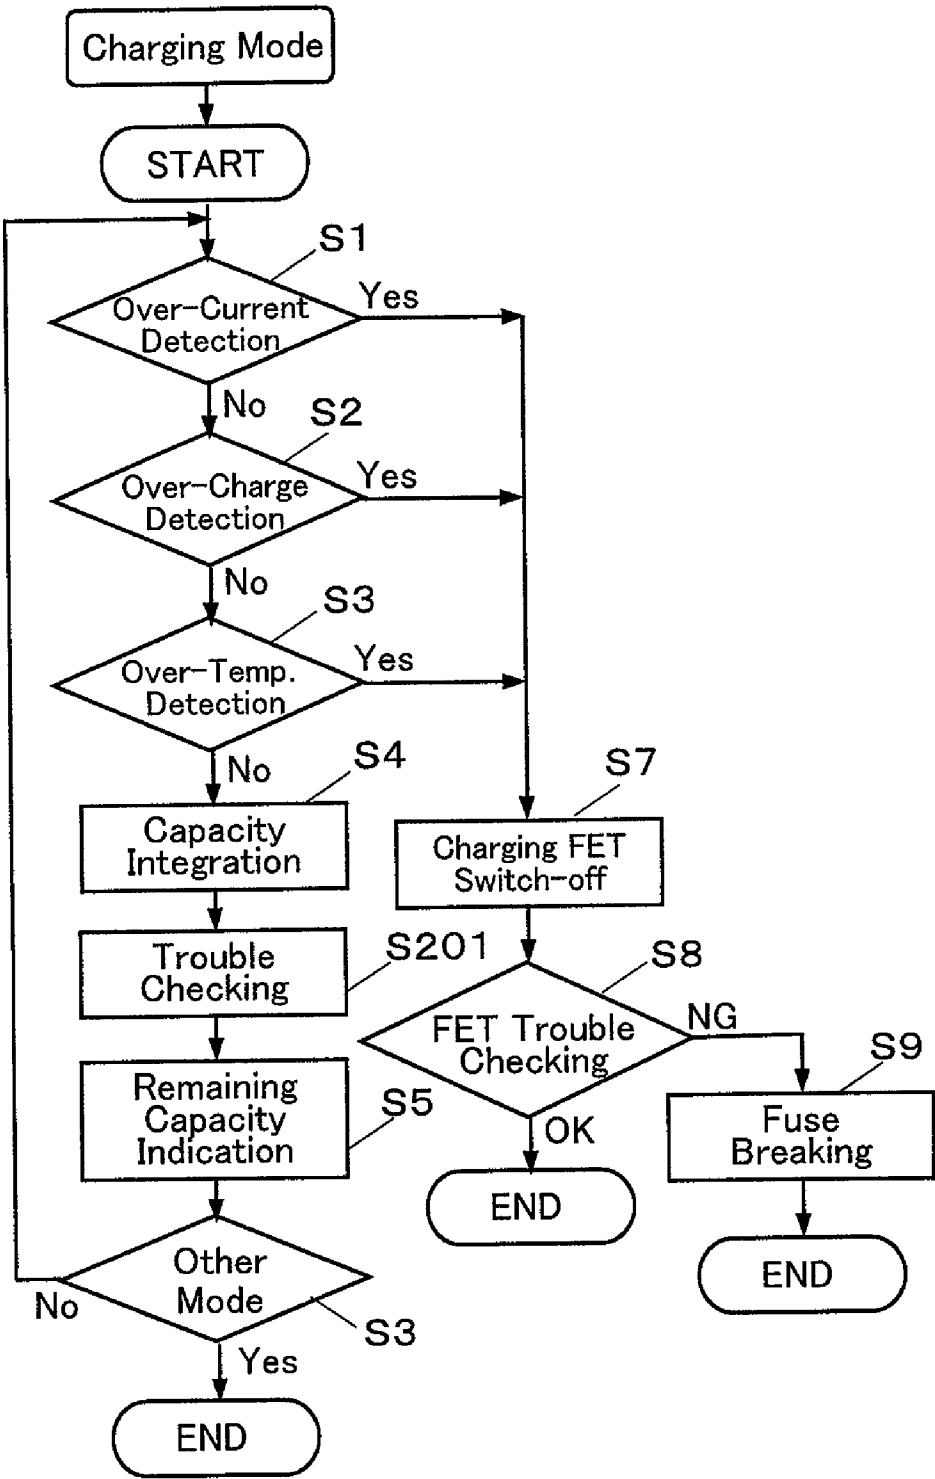 Charging Mode
START
S1
Over-Current
Detection
Yes
No
S2
Over-Charge
Detection
Yes
No
S3
Over-Temp.
Detection
Yes
No
S4
Capacity
Integration
S201
Trouble
Checking
Remaining
Capacity
Indication
S5
Other
Mode
No
S3
Yes
END
S7
Charging FET
Switch-off
S8
FET Trouble
Checking
NG
OK
END
S9
Fuse
Breaking
END